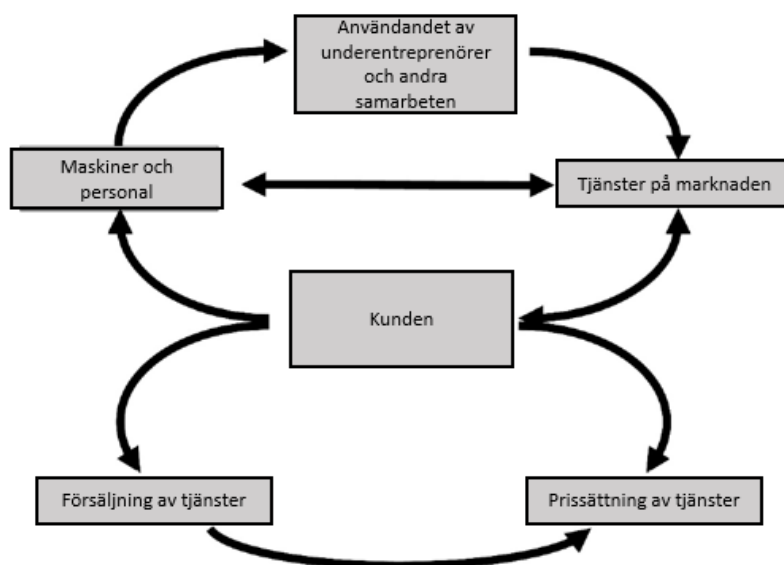 Användandet av
underentreprenörer
och andra
samarbeten
Maskiner och
personal
Tjänster på marknaden
Kunden
Försäljning av tjänster
Prissättning av tjänster